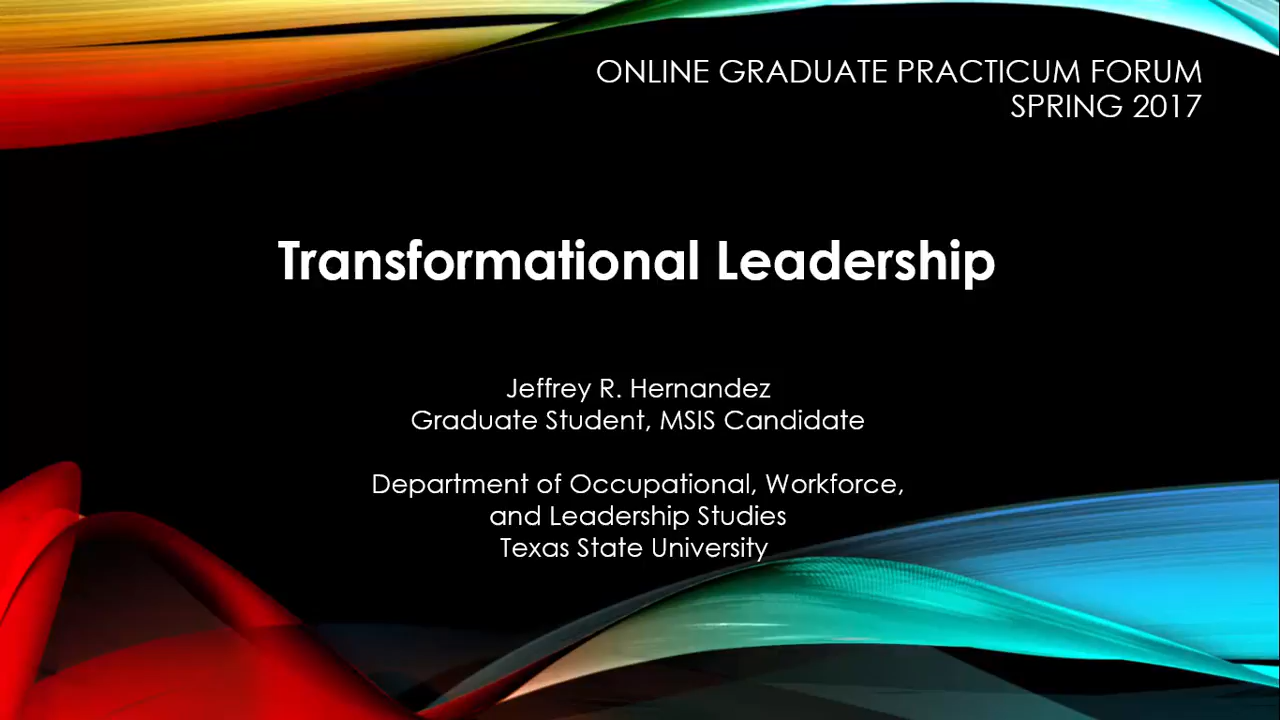 ONLINE GRADUATE PRACTICUM FORUM
SPRING 2017
Transformational Leadership
Jeffrey R. Hernandez
Graduate Student, MSIS Candidate
Department of Occupational, Workforce,
and Leadership Studies
Texas State University